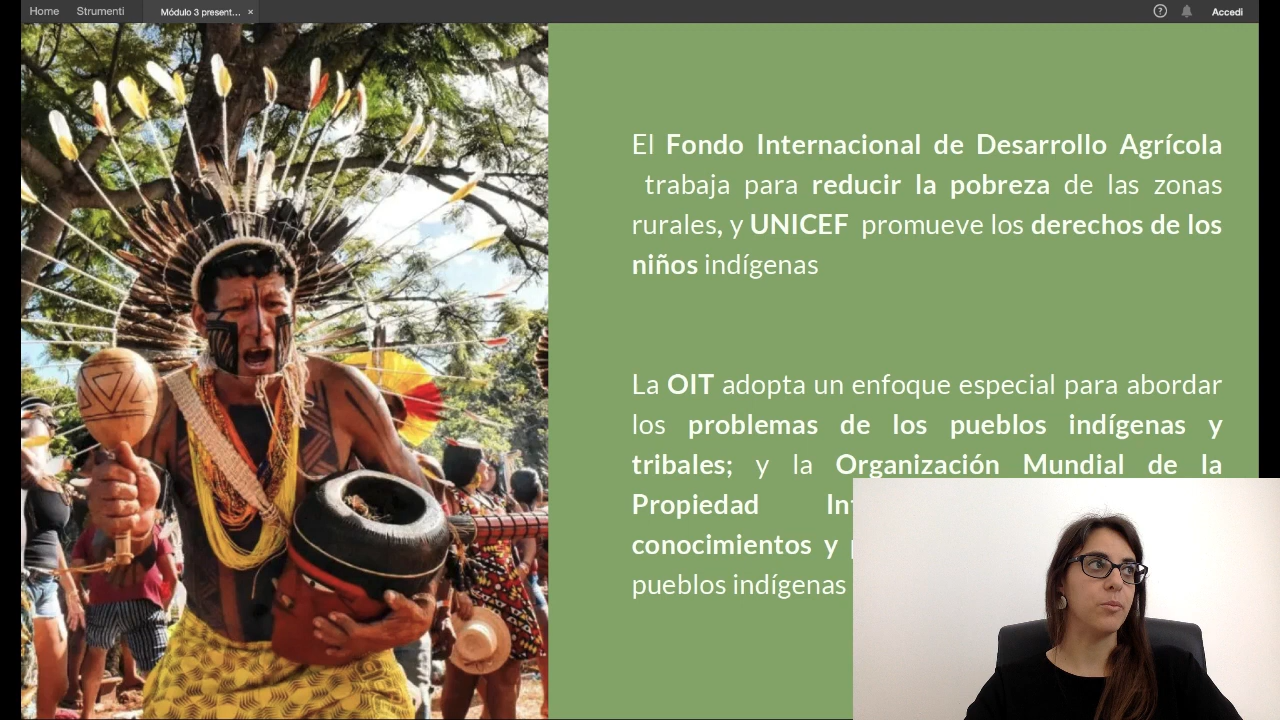 Home Strumenti Módulo 3 present... × Accedi
El Fondo Internacional de Desarrollo Agrícola
trabaja para reducir la pobreza de las zonas
rurales, y UNICEF promueve los derechos de los
niños indígenas
La OIT adopta un enfoque especial para abordar
los problemas de los pueblos indígenas y
tribales; y la Organización Mundial de la
Propiedad
conocimientos y
pueblos indígenas